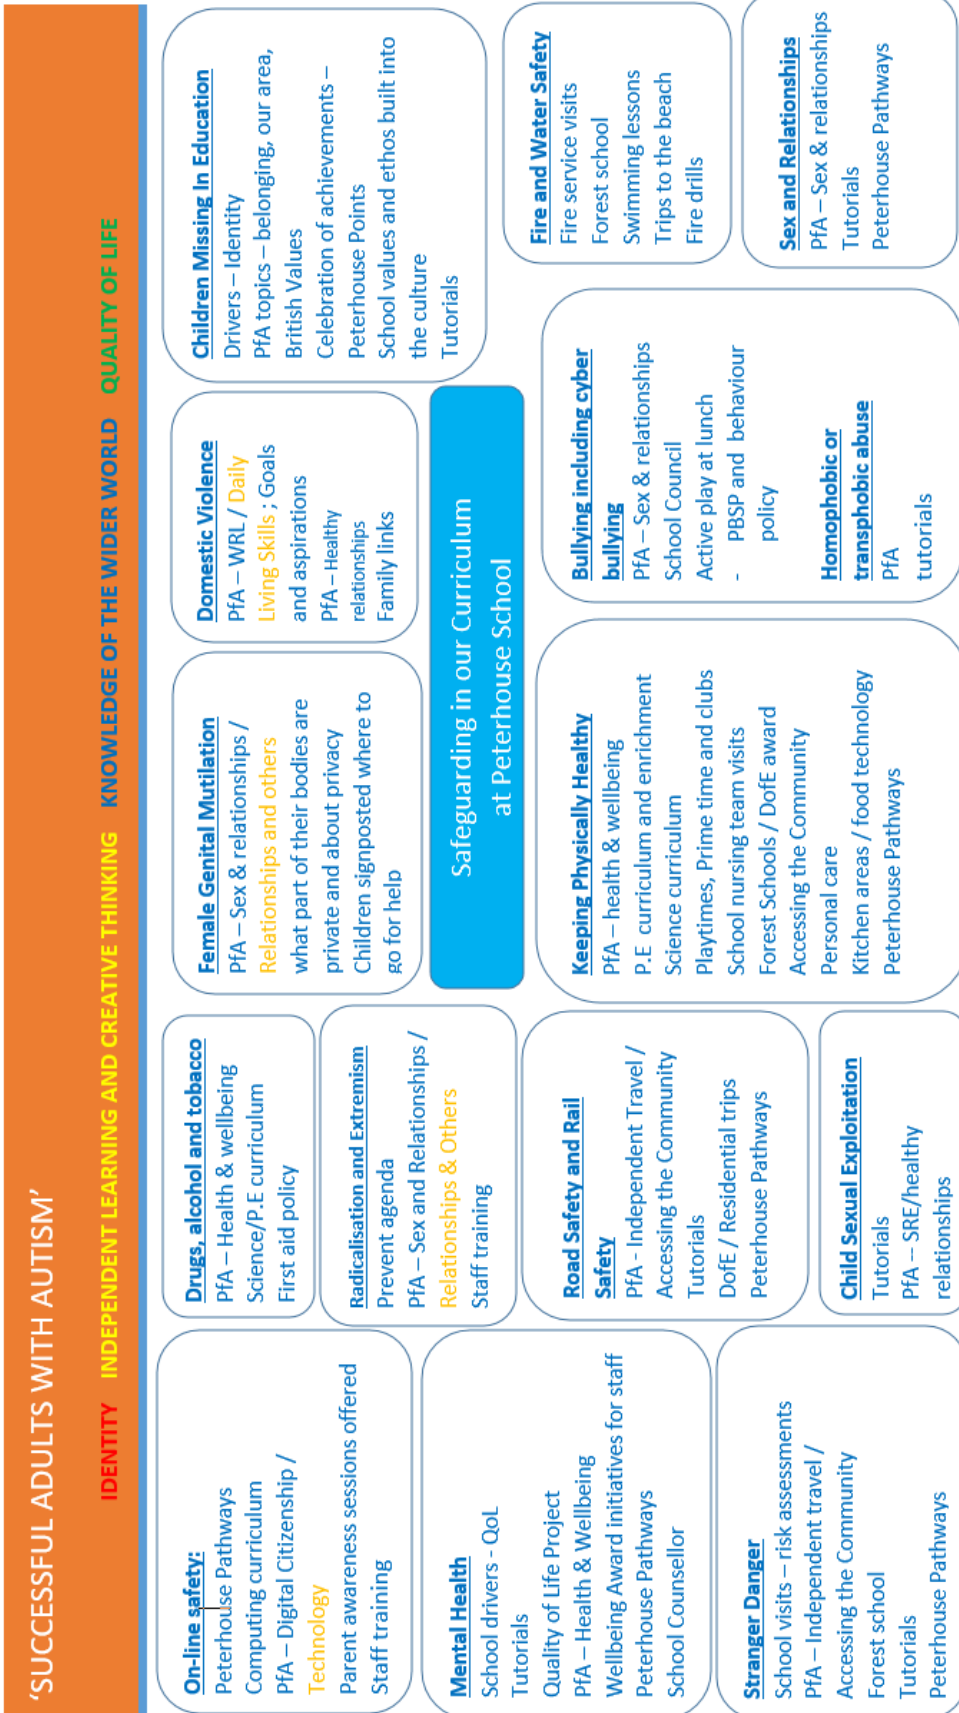 'SUCCESSFUL ADULTS WITH AUTISM'
IDENTITY INDEPENDENT LEARNING AND CREATIVE THINKING KNOWLEDGE OF THE WIDER WORLD QUALITY OF LIFE
On-line safety:
Peterhouse Pathways
Computing curriculum
PfA – Digital Citizenship /
Technology
Parent awareness sessions offered
Staff training
Drugs, alcohol and tobacco
PfA – Health & wellbeing
Science/P.E curriculum
First aid policy
Female Genital Mutilation
PfA – Sex & relationships /
Relationships and others
what part of their bodies are
private and about privacy
Children signposted where to
go for help
Domestic Violence
PfA – WRL / Daily
Living Skills ; Goals
and aspirations
PfA – Healthy
relationships
Family links
Children Missing In Education
Drivers – Identity
PfA topics – belonging, our area,
British Values
Celebration of achievements –
Peterhouse Points
School values and ethos built into
the culture
Tutorials
Radicalisation and Extremism
Prevent agenda
PfA – Sex and Relationships /
Relationships & Others
Staff training
Safeguarding in our Curriculum
at Peterhouse School
Mental Health
School drivers - QoL
Tutorials
Quality of Life Project
PfA – Health & Wellbeing
Wellbeing Award initiatives for staff
Peterhouse Pathways
School Counsellor
Road Safety and Rail
Safety
PfA - Independent Travel /
Accessing the Community
Tutorials
DofE / Residential trips
Peterhouse Pathways
Keeping Physically Healthy
PfA – health & wellbeing
P.E curriculum and enrichment
Science curriculum
Playtimes, Prime time and clubs
School nursing team visits
Forest Schools / DofE award
Accessing the Community
Personal care
Kitchen areas / food technology
Peterhouse Pathways
Bullying including cyber
bullying
PfA – Sex & relationships
School Council
Active play at lunch
- PBSP and behaviour
policy
Homophobic or
transphobic abuse
PfA
tutorials
Fire and Water Safety
Fire service visits
Forest school
Swimming lessons
Trips to the beach
Fire drills
Stranger Danger
School visits – risk assessments
PfA – Independent travel /
Accessing the Community
Forest school
Tutorials
Peterhouse Pathways
Child Sexual Exploitation
Tutorials
PfA – SRE/healthy
relationships
Sex and Relationships
PfA – Sex & relationships
Tutorials
Peterhouse Pathways